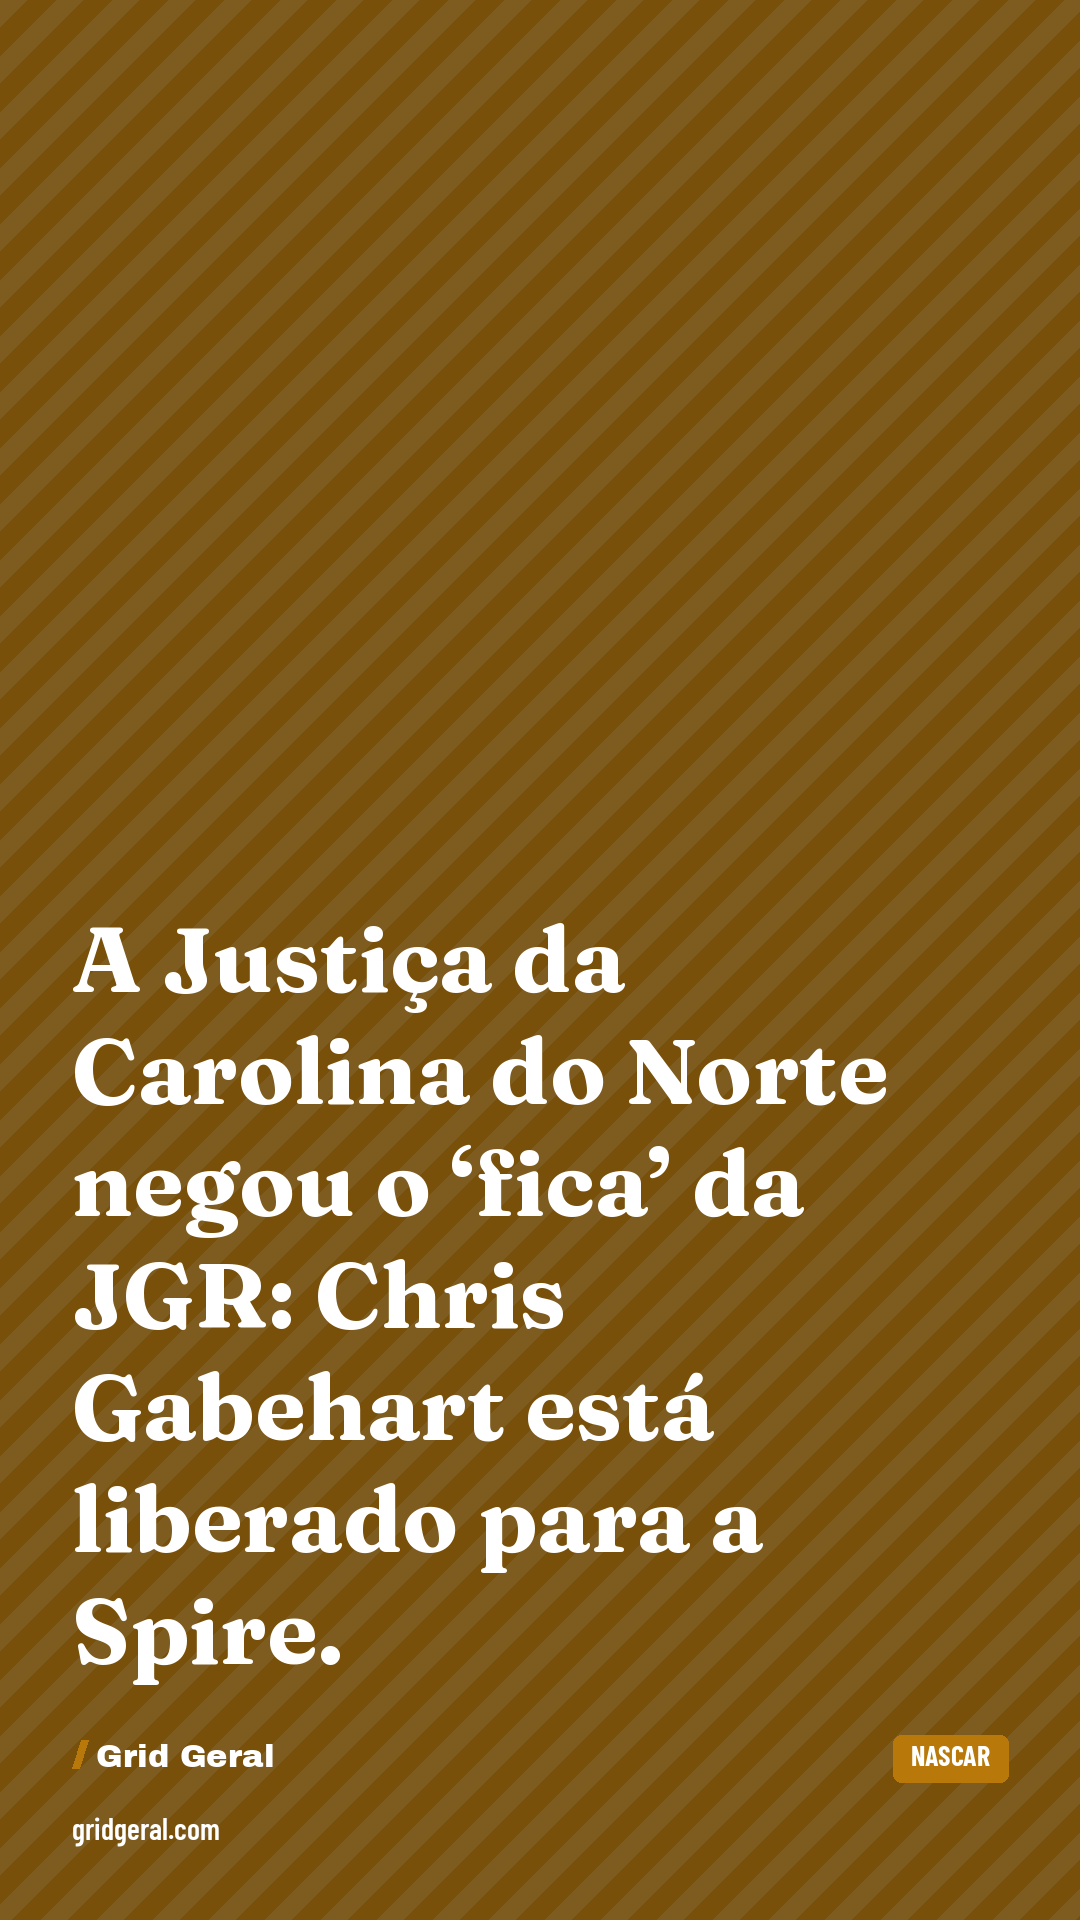 A Justiça da
Carolina do Norte
negou o ‘fica’ da
JGR: Chris
Gabehart está
liberado para a
Spire.
/ Grid Geral
NASCAR
gridgeral.com